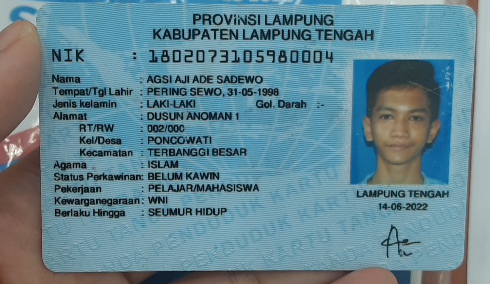 PROVINSI LAMPUNG
KABUPATEN LAMPUNG TENGAH
NIK : 1802073105980004
Nama : AGSI AJI ADE SADEWO
Tempat/Tgl Lahir : PERING SEWO, 31-05-1998
Jenis kelamin : LAKI-LAKI Gol. Darah :-
Alamat : DUSUN ANOMAN 1
RT/RW : 002/000
Kel/Desa : PONCOWATI
Kecamatan : TERBANGGI BESAR
Agama : ISLAM
Status Perkawinan: BELUM KAWIN
Pekerjaan : PELAJAR/MAHASISWA
Kewarganegaraan: WNI
Berlaku Hingga : SEUMUR HIDUP
LAMPUNG TENGAH
14-06-2022